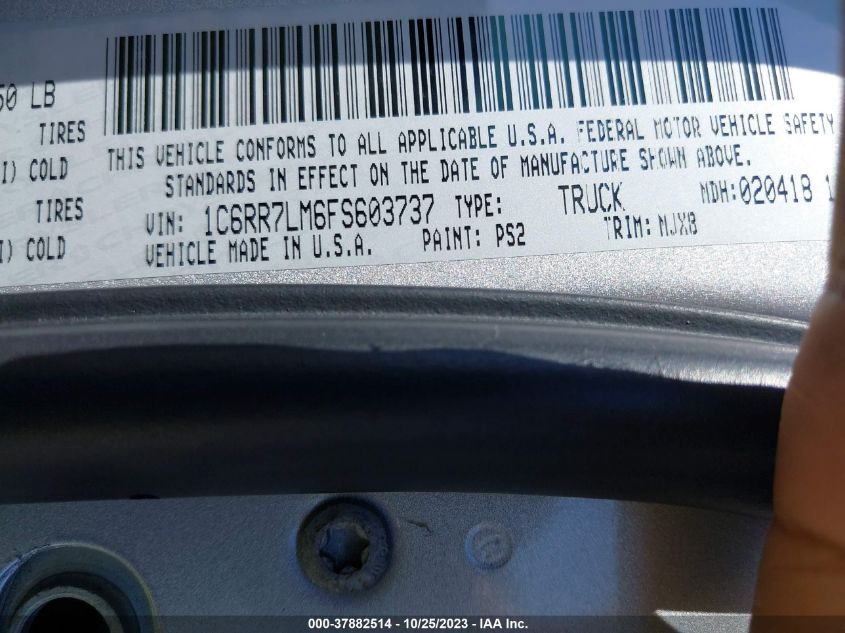 50 LB
TIRES
I) COLD
TIRES
I) COLD
THIS VEHICLE CONFORMS TO ALL APPLICABLE U.S.A. FEDERAL MOTOR VEHICLE SAFETY
STANDARDS IN EFFECT ON THE DATE OF MANUFACTURE SHOWN ABOVE.
VIN: 1C6RR7LM6FS603737 TYPE: TRUCK MDH:020418 1
VEHICLE MADE IN U.S.A. PAINT: PS2 TRIM: MJX8
000-37882514 - 10/25/2023 - IAA Inc.